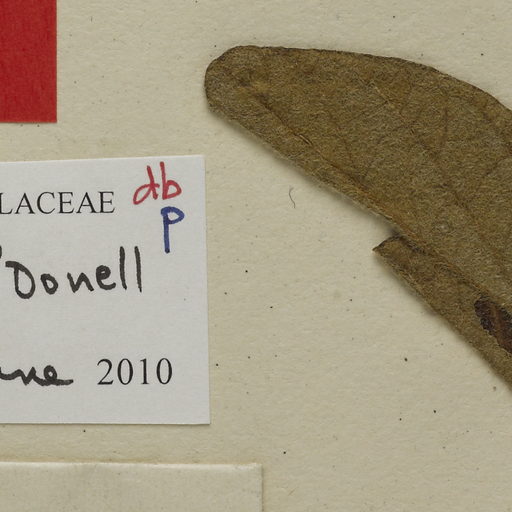 LACEAE db
p
'Donell
2010